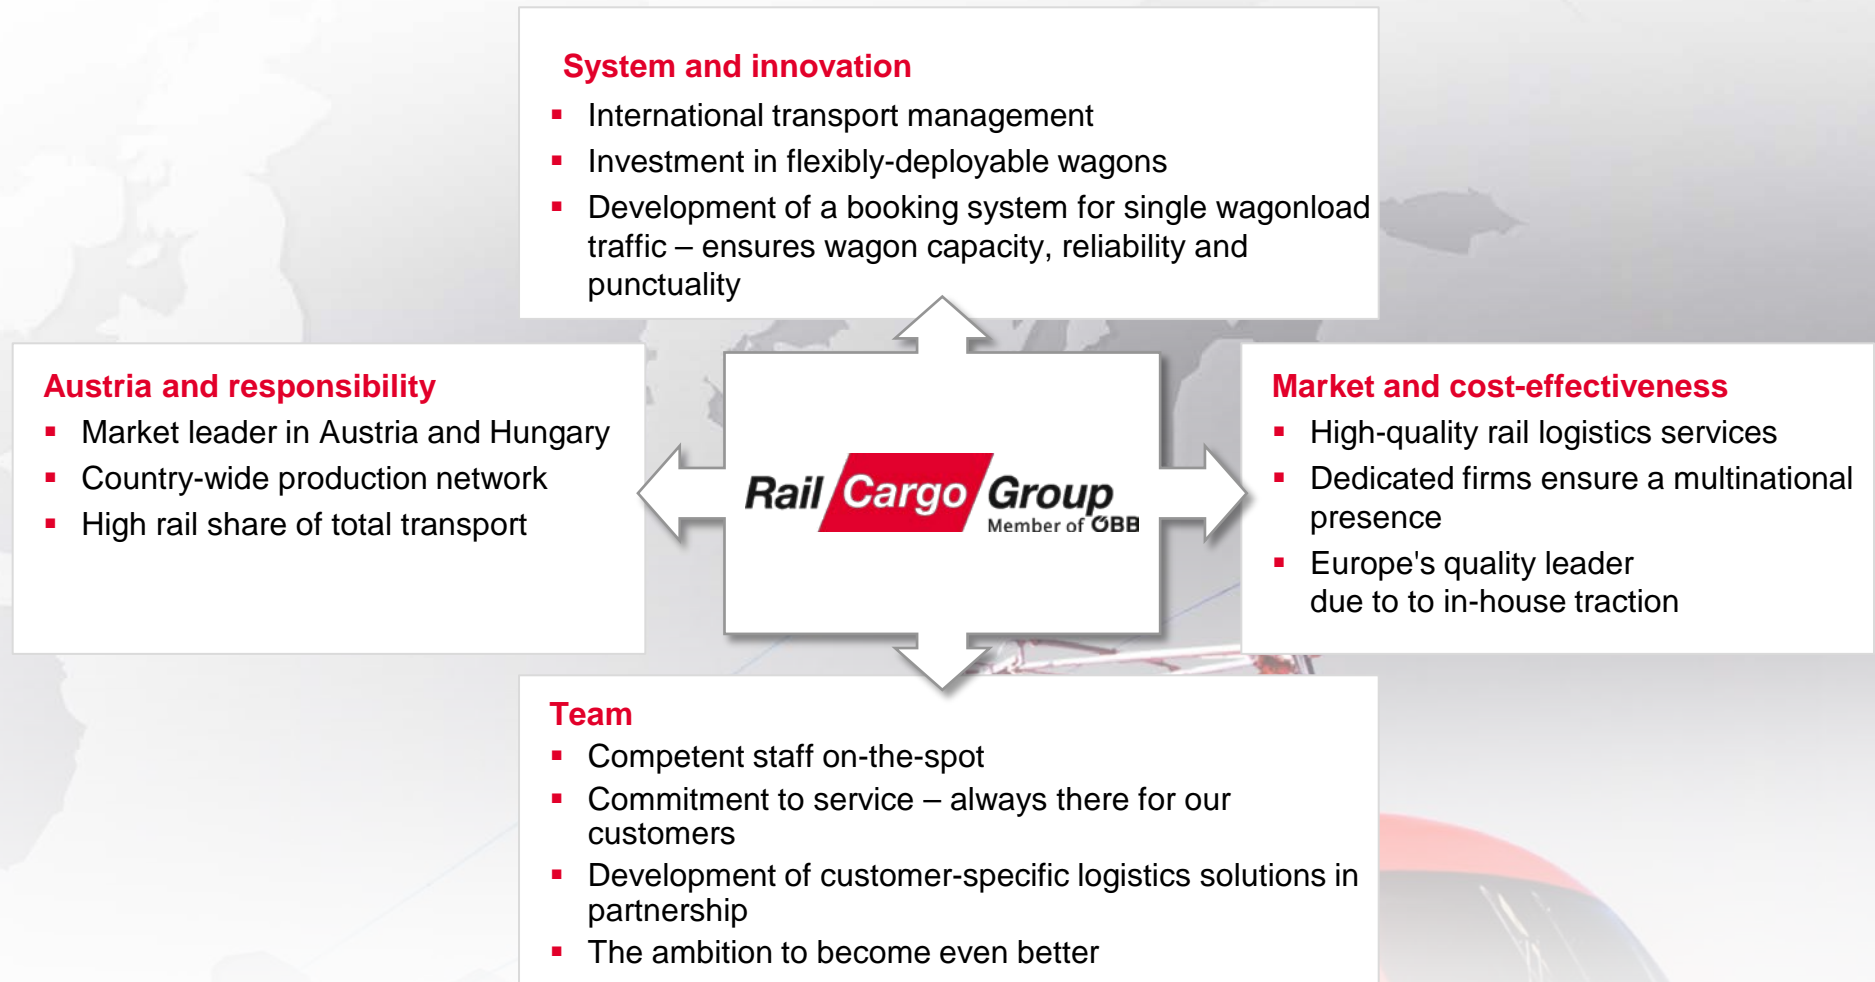 System and innovation
▪ International transport management
▪ Investment in flexibly-deployable wagons
▪ Development of a booking system for single wagonload
traffic – ensures wagon capacity, reliability and
punctuality
Austria and responsibility
▪ Market leader in Austria and Hungary
▪ Country-wide production network
▪ High rail share of total transport
Rail Cargo Group
Member of ÖBB
Market and cost-effectiveness
▪ High-quality rail logistics services
▪ Dedicated firms ensure a multinational
presence
▪ Europe's quality leader
due to to in-house traction
Team
▪ Competent staff on-the-spot
▪ Commitment to service – always there for our
customers
▪ Development of customer-specific logistics solutions in
partnership
▪ The ambition to become even better